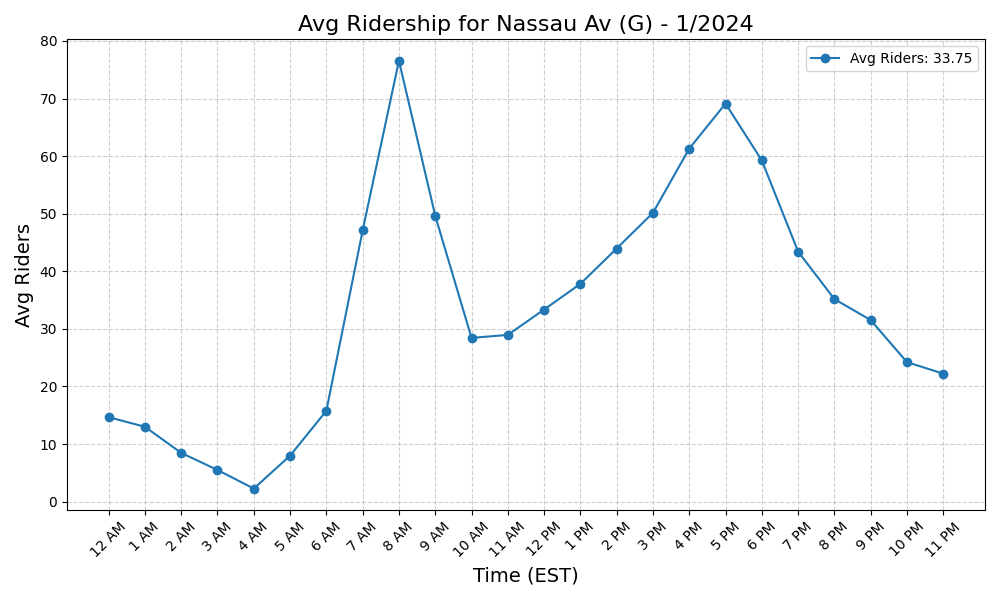 Avg Ridership for Nassau Av (G) - 1/2024
Avg Riders: 33.75
Avg Riders
80
70
60
50
40
30
20
10
0
12 AM
1 AM
2 AM
3 AM
4 AM
5 AM
6 AM
7 AM
8 AM
9 AM
10 AM
11 AM
12 PM
1 PM
2 PM
3 PM
4 PM
5 PM
6 PM
7 PM
8 PM
9 PM
10 PM
11 PM
Time (EST)